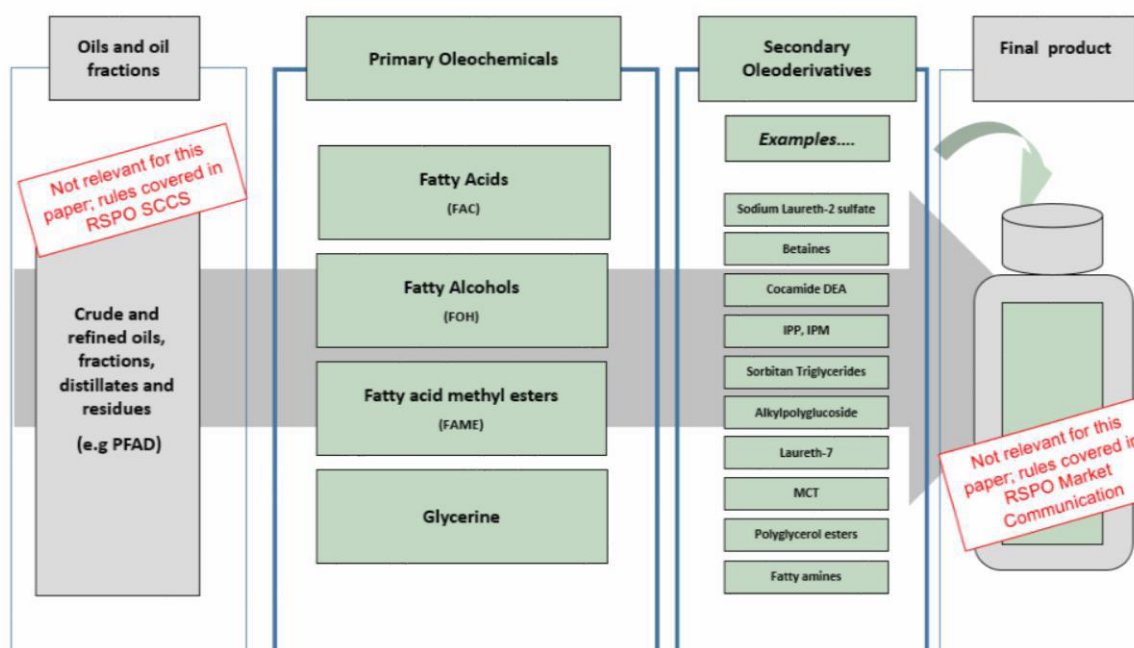 Oils and oil
fractions
Not relevant for this
paper; rules covered in
RSPO SCCS
Crude and
refined oils,
fractions,
distillates and
residues
(e.g PFAD)
Primary Oleochemicals
Fatty Acids
(FAC)
Fatty Alcohols
(FOH)
Fatty acid methyl esters
(FAME)
Glycerine
Secondary
Oleoderivatives
Examples....
Sodium Laureth-2 sulfate
Betaines
Cocamide DEA
IPP, IPM
Sorbitan Triglycerides
Alkylpolyglucoside
Laureth-7
MCT
Polyglycerol esters
Fatty amines
Final product
Not relevant for this
paper; rules covered in
RSPO Market
Communication